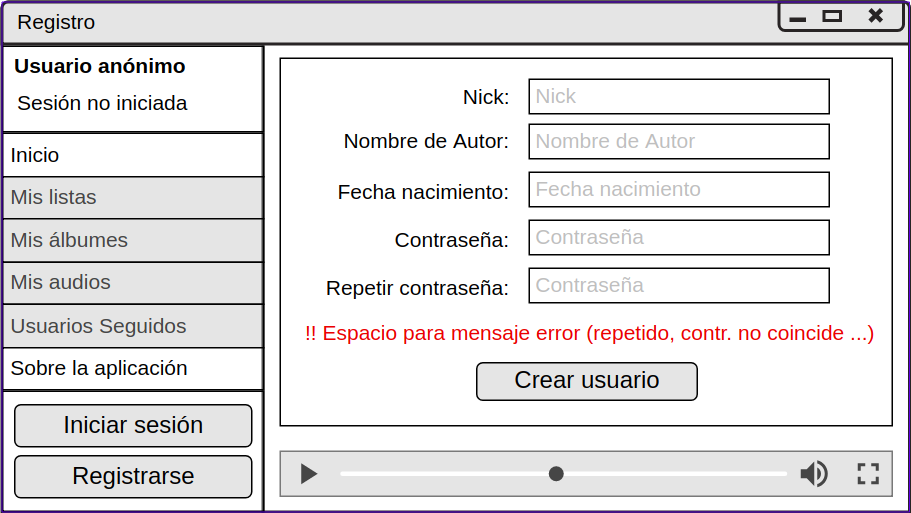 Registro
Usuario anónimo
Sesión no iniciada
Inicio
Mis listas
Mis álbumes
Mis audios
Usuarios Seguidos
Sobre la aplicación
Iniciar sesión
Registrarse
Nick: Nick
Nombre de Autor: Nombre de Autor
Fecha nacimiento: Fecha nacimiento
Contraseña: Contraseña
Repetir contraseña: Contraseña
!! Espacio para mensaje error (repetido, contr. no coincide ...)
Crear usuario